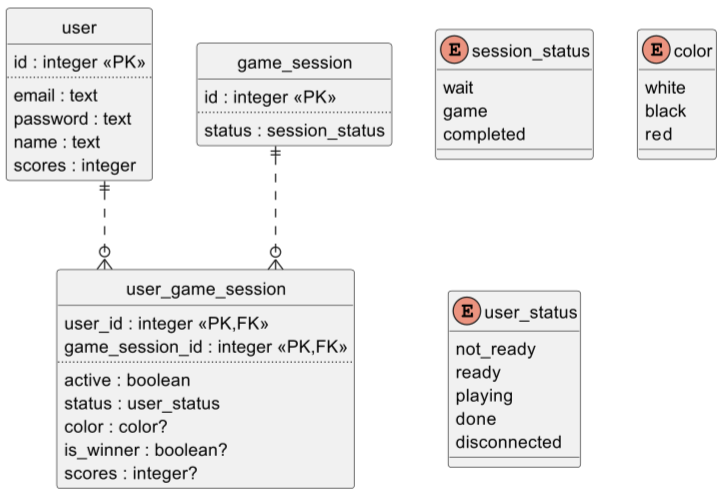 user
id : integer «PK»
email : text
password : text
name : text
scores : integer
game_session
id : integer «PK»
status : session_status
E session_status
wait
game
completed
E color
white
black
red
user_game_session
user_id : integer «PK,FK»
game_session_id : integer «PK,FK»
active : boolean
status : user_status
color : color?
is_winner : boolean?
scores : integer?
E user_status
not_ready
ready
playing
done
disconnected